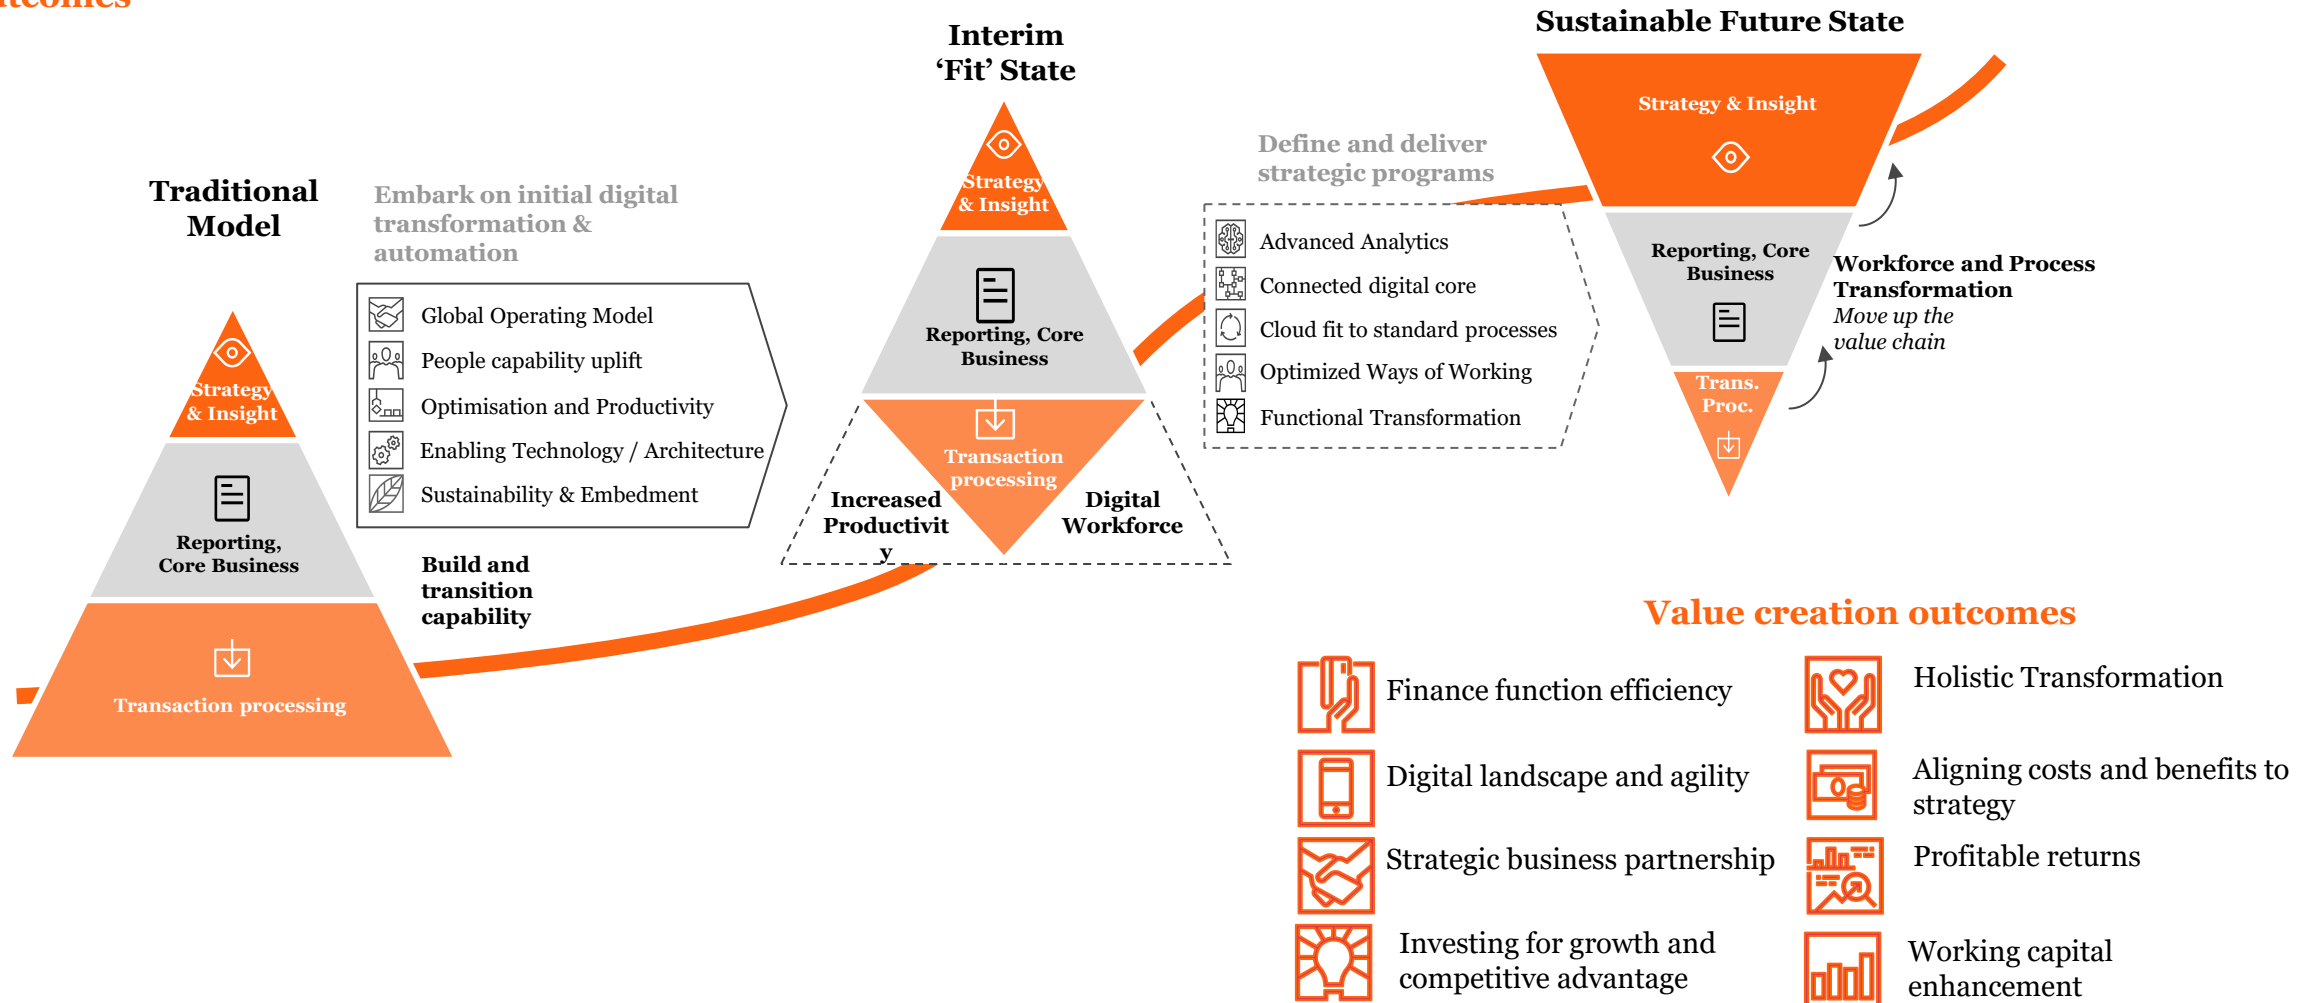 Traditional
Model
Strategy
& Insight
Reporting,
Core Business
Transaction processing
Embark on initial digital
transformation &
automation
Global Operating Model
People capability uplift
Optimisation and Productivity
Enabling Technology / Architecture
Sustainability & Embedment
Build and
transition
capability
Interim
‘Fit’ State
Strategy
& Insight
Reporting, Core
Business
Transaction
processing
Increased
Productivit
y
Digital
Workforce
Define and deliver
strategic programs
Advanced Analytics
Connected digital core
Cloud fit to standard processes
Optimized Ways of Working
Functional Transformation
Sustainable Future State
Strategy & Insight
Reporting, Core
Business
Trans.
Proc.
Workforce and Process
Transformation
Move up the
value chain
Value creation outcomes
Finance function efficiency
Digital landscape and agility
Strategic business partnership
Investing for growth and
competitive advantage
Holistic Transformation
Aligning costs and benefits to
strategy
Profitable returns
Working capital
enhancement